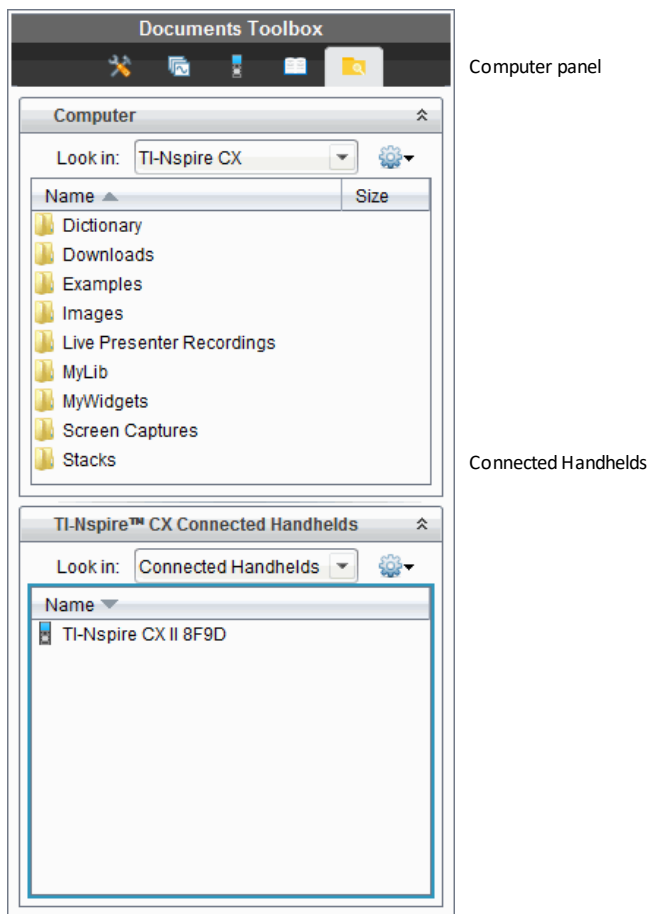 Documents Toolbox
Computer panel
Computer
Look in: TI-Nspire CX
Name Size
Dictionary
Downloads
Examples
Images
Live Presenter Recordings
MyLib
MyWidgets
Screen Captures
Stacks
Connected Handhelds
TI-Nspire™ CX Connected Handhelds
Look in: Connected Handhelds
Name
TI-Nspire CX II 8F9D